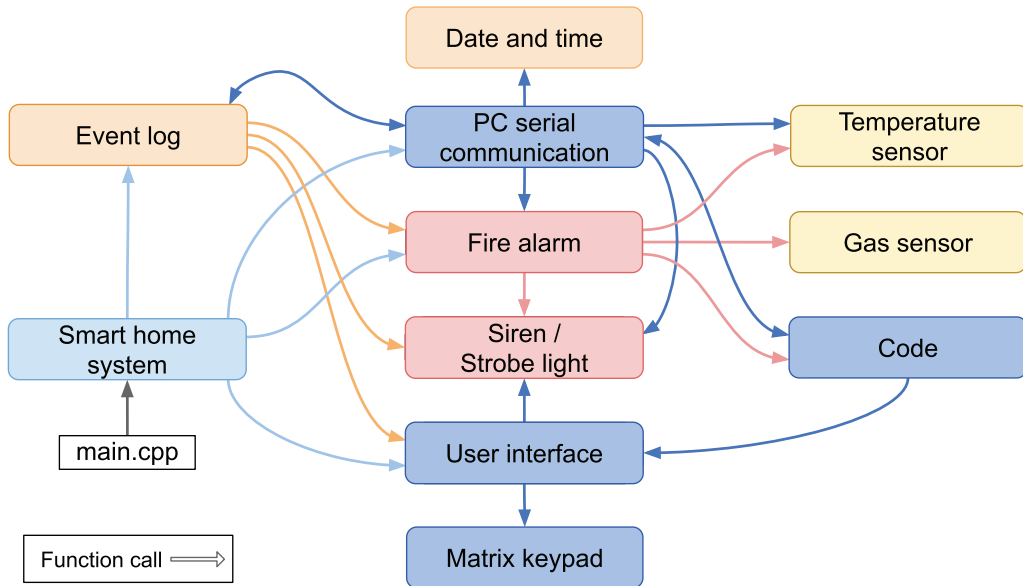 Date and time
Event log
PC serial
communication
Temperature
sensor
Fire alarm
Gas sensor
Smart home
system
Siren /
Strobe light
Code
main.cpp
User interface
Function call
Matrix keypad